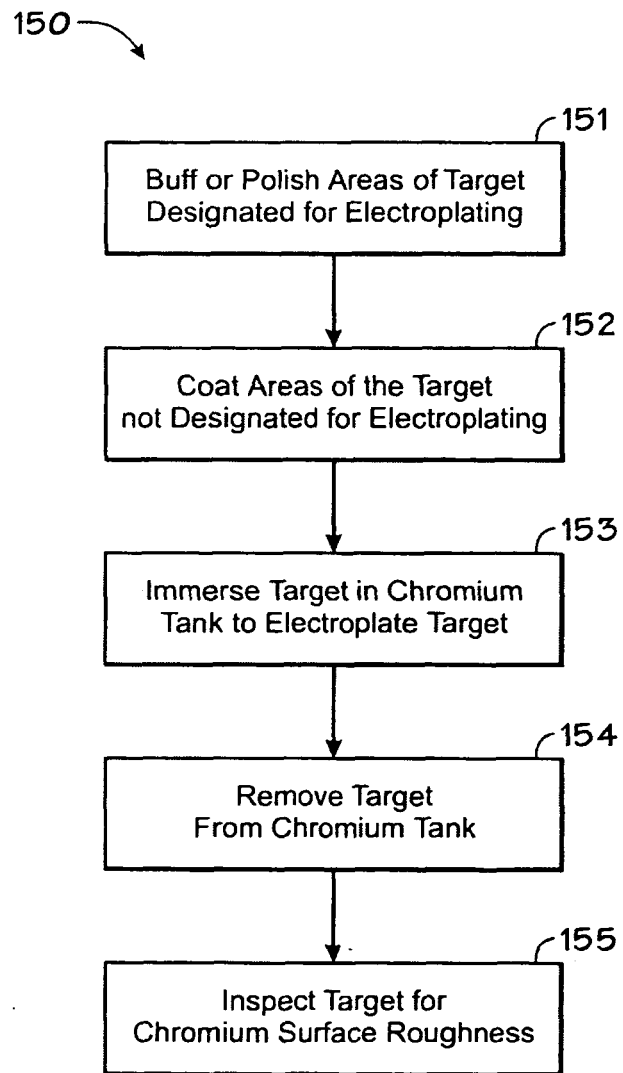 150
151
Buff or Polish Areas of Target
Designated for Electroplating
152
Coat Areas of the Target
not Designated for Electroplating
153
Immerse Target in Chromium
Tank to Electroplate Target
154
Remove Target
From Chromium Tank
155
Inspect Target for
Chromium Surface Roughness